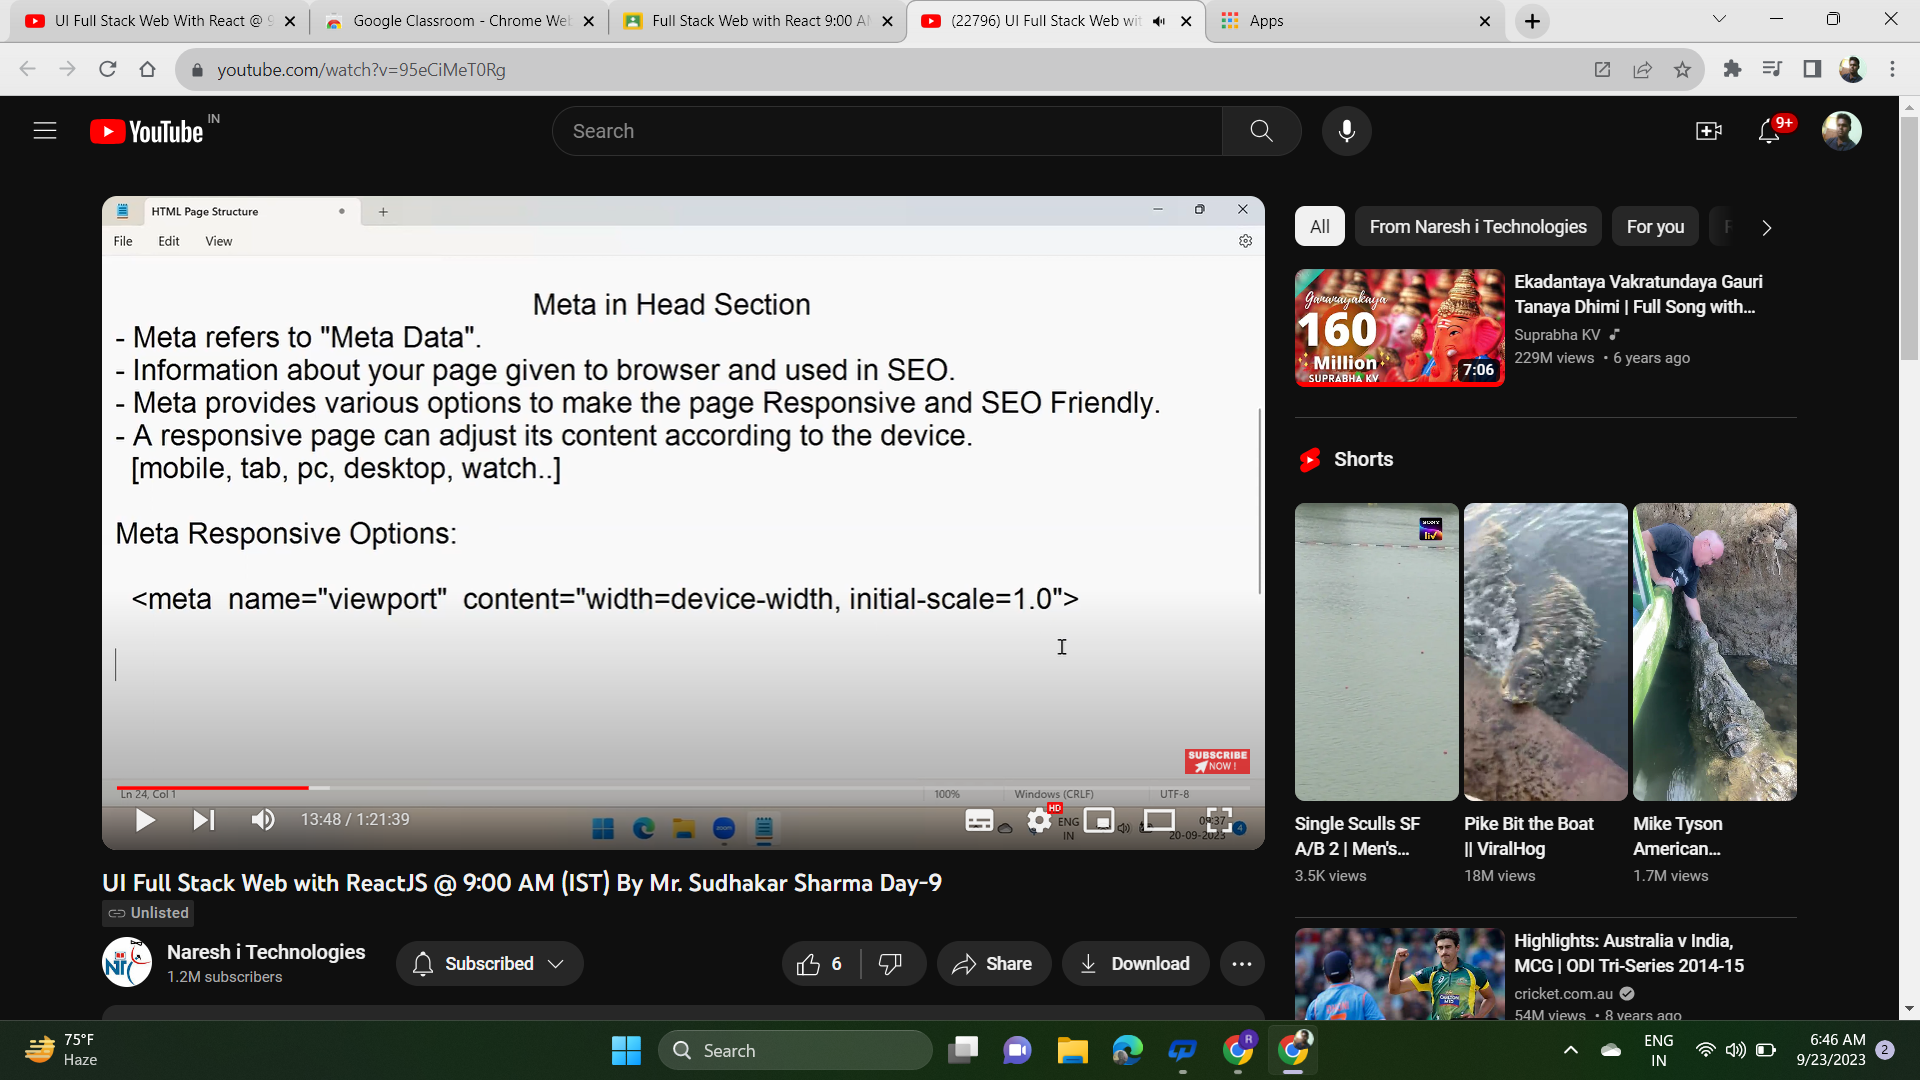 UI Full Stack Web With React @ 9
Google Classroom - Chrome Web
Full Stack Web with React 9:00 AM
(22796) UI Full Stack Web wit
Apps
youtube.com/watch?v=95eCiMeT0Rg
YouTube IN
Search
9+
HTML Page Structure
File Edit View
Meta in Head Section
- Meta refers to "Meta Data".
- Information about your page given to browser and used in SEO.
- Meta provides various options to make the page Responsive and SEO Friendly.
- A responsive page can adjust its content according to the device.
[mobile, tab, pc, desktop, watch..]
Meta Responsive Options:
<meta name="viewport" content="width=device-width, initial-scale=1.0">
SUBSCRIBE
NOW !
Ln 24, Col 1 100% Windows (CRLF) UTF-8
13:48 / 1:21:39
HD
zoom
ENG
IN
09:37
20-09-2023
4
UI Full Stack Web with ReactJS @ 9:00 AM (IST) By Mr. Sudhakar Sharma Day-9
Unlisted
Naresh i Technologies
1.2M subscribers
Subscribed
6
Share
Download
All
From Naresh i Technologies
For you
Gananayakaya
160
Million
SUPRABHA KV
7:06
Ekadantaya Vakratundaya Gauri
Tanaya Dhimi | Full Song with...
Suprabha KV
229M views • 6 years ago
Shorts
SONY
liv
Single Sculls SF
A/B 2 | Men's...
3.5K views
Pike Bit the Boat
|| ViralHog
18M views
Mike Tyson
American...
1.7M views
Highlights: Australia v India,
MCG | ODI Tri-Series 2014-15
cricket.com.au
54M views • 8 years ago
75°F
Haze
Search
R
ENG
IN
6:46 AM
9/23/2023
2